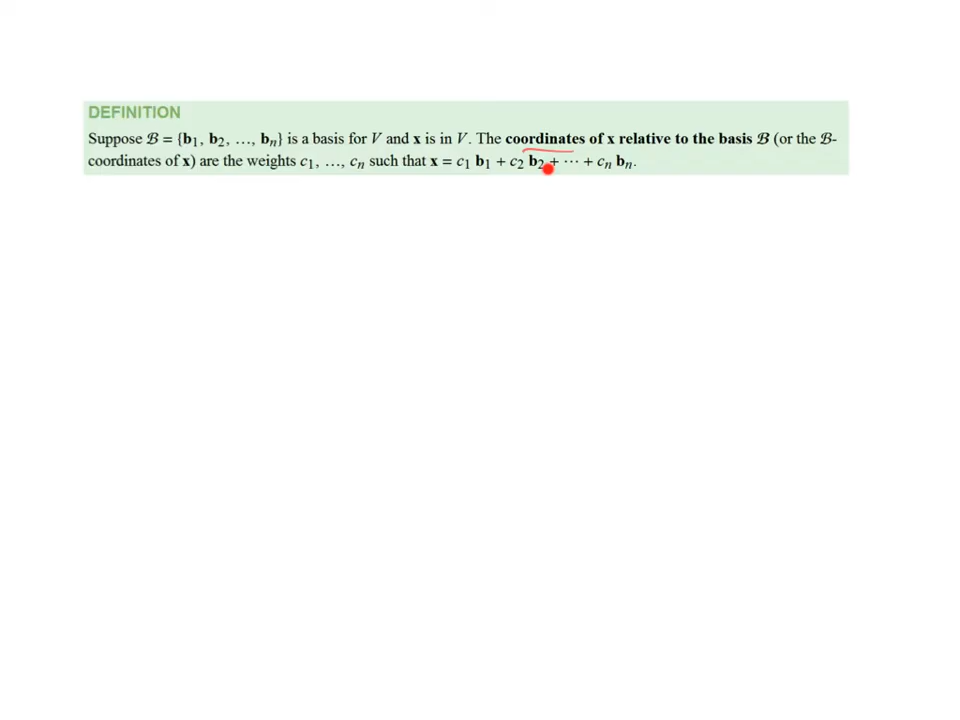 DEFINITION
Suppose ℬ = {b₁, b₂, …, bₙ} is a basis for V and x is in V. The coordinates of x relative to the basis ℬ (or the ℬ-
coordinates of x) are the weights c₁, …, cₙ such that x = c₁ b₁ + c₂ b₂ + ⋯ + cₙ bₙ.